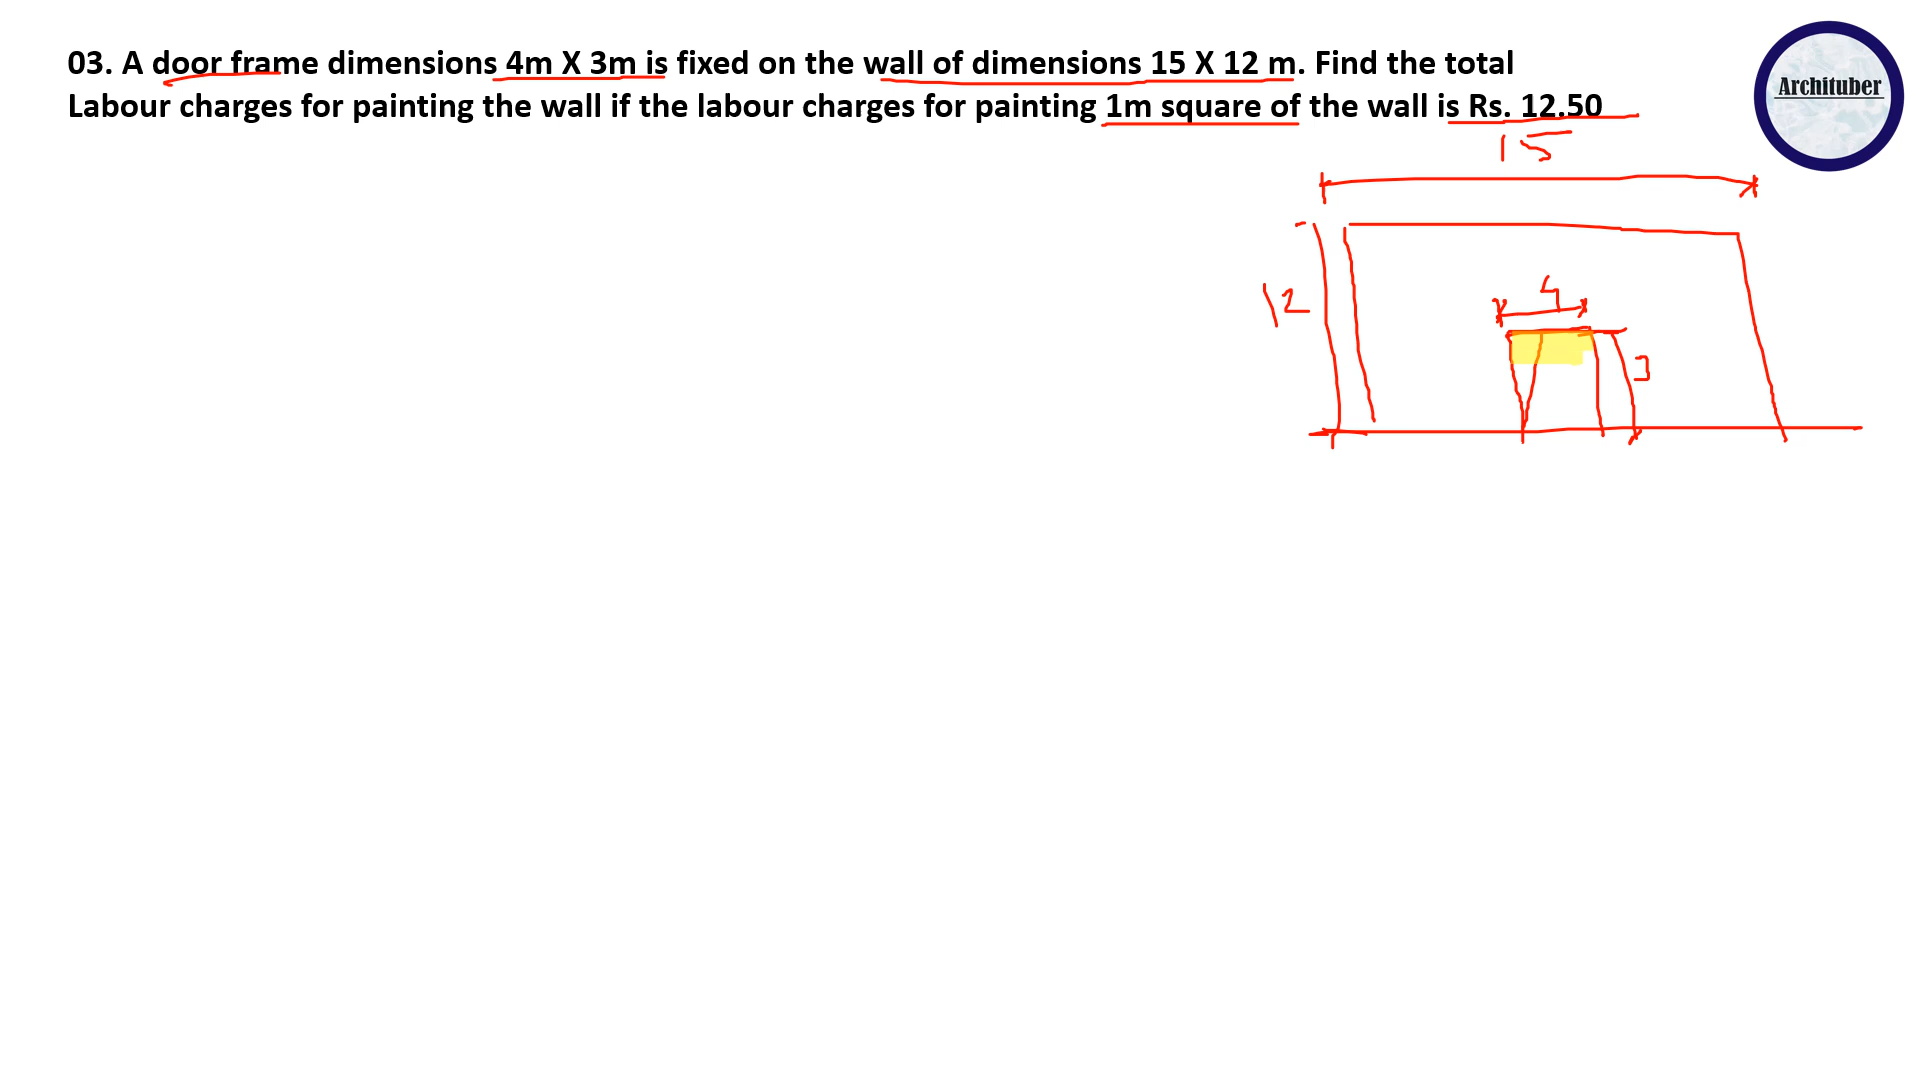 03. A door frame dimensions 4m X 3m is fixed on the wall of dimensions 15 X 12 m. Find the total
Labour charges for painting the wall if the labour charges for painting 1m square of the wall is Rs. 12.50
Archituber
15
12
4
3